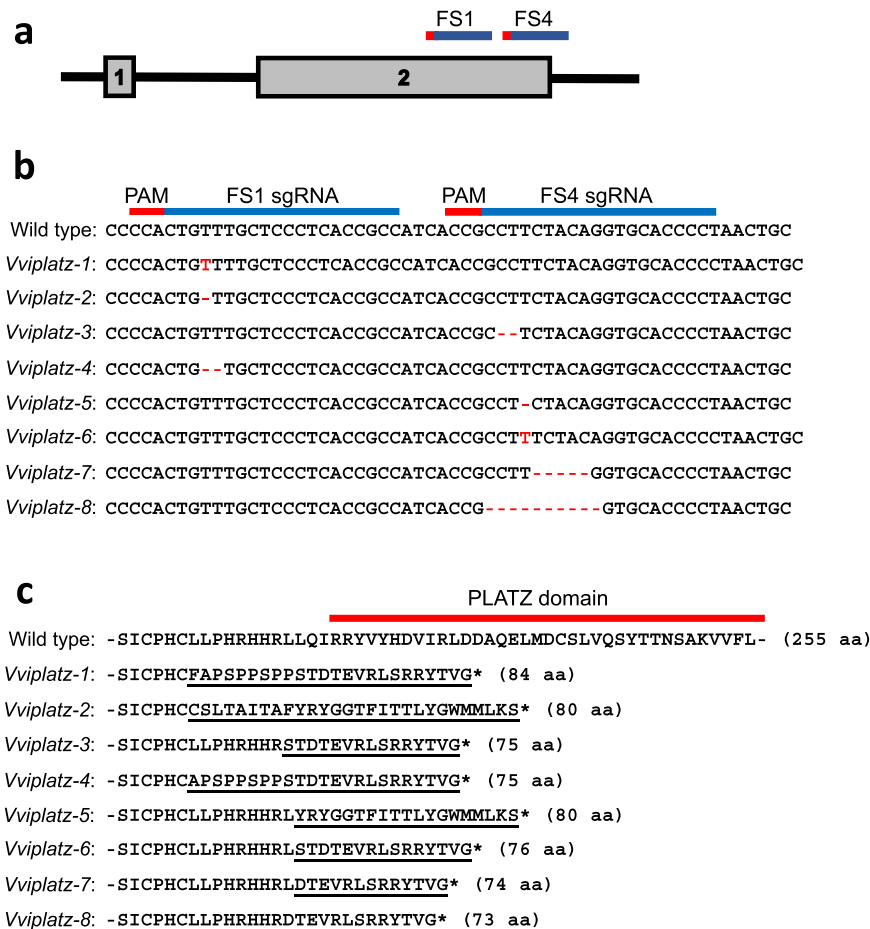 a
FS1 FS4
1 2
b
PAM FS1 sgRNA PAM FS4 sgRNA
Wild type: CCCCACTGTTTGCTCCCTCACCGCCATCACCGCCTTCTACAGGTGCACCCCTAACTGC
Vviplatz-1: CCCCACTGTTTTGCTCCCTCACCGCCATCACCGCCTTCTACAGGTGCACCCCTAACTGC
Vviplatz-2: CCCCACTG-TTGCTCCCTCACCGCCATCACCGCCTTCTACAGGTGCACCCCTAACTGC
Vviplatz-3: CCCCACTGTTTGCTCCCTCACCGCCATCACCGC--TCTACAGGTGCACCCCTAACTGC
Vviplatz-4: CCCCACTG--TGCTCCCTCACCGCCATCACCGCCTTCTACAGGTGCACCCCTAACTGC
Vviplatz-5: CCCCACTGTTTGCTCCCTCACCGCCATCACCGCCT-CTACAGGTGCACCCCTAACTGC
Vviplatz-6: CCCCACTGTTTGCTCCCTCACCGCCATCACCGCCTTTCTACAGGTGCACCCCTAACTGC
Vviplatz-7: CCCCACTGTTTGCTCCCTCACCGCCATCACCGCCTT-----GGTGCACCCCTAACTGC
Vviplatz-8: CCCCACTGTTTGCTCCCTCACCGCCATCACCG----------GTGCACCCCTAACTGC
c
PLATZ domain
Wild type: -SICPHCLLPHRHHRLLQIRRYVYHDVIRLDDAQELMDCSLVQSYTTNSAKVVFL- (255 aa)
Vviplatz-1: -SICPHCFAPSPPSPPSTDTEVRLSRRYTVG* (84 aa)
Vviplatz-2: -SICPHCCSLTAITAFYRYGGTFITTLYGWMMLKS* (80 aa)
Vviplatz-3: -SICPHCLLPHRHHRSTDTEVRLSRRYTVG* (75 aa)
Vviplatz-4: -SICPHCAPSPPSPPSTDTEVRLSRRYTVG* (75 aa)
Vviplatz-5: -SICPHCLLPHRHHRLYRYGGTFITTLYGWMMLKS* (80 aa)
Vviplatz-6: -SICPHCLLPHRHHRLSTDTEVRLSRRYTVG* (76 aa)
Vviplatz-7: -SICPHCLLPHRHHRLDTEVRLSRRYTVG* (74 aa)
Vviplatz-8: -SICPHCLLPHRHHRDTEVRLSRRYTVG* (73 aa)